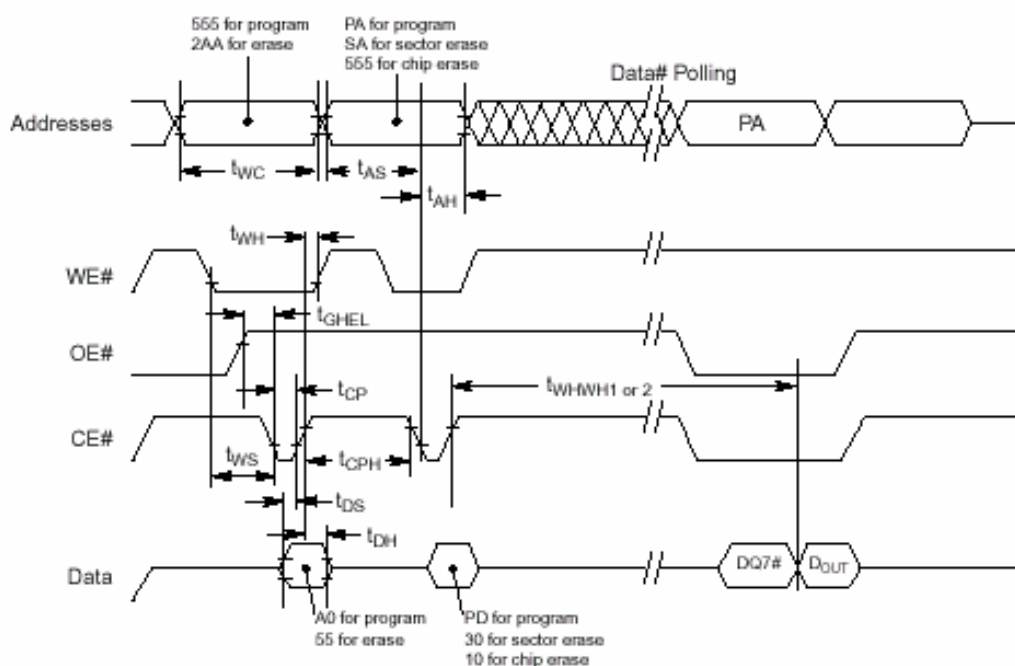 555 for program
2AA for erase
PA for program
SA for sector erase
555 for chip erase
Data# Polling
Addresses
PA
tWC
tAS
tAH
tWH
WE#
tGHEL
OE#
tCP
tWHWH1 or 2
CE#
tWS
tCPH
tDS
tDH
Data
DQ7#
DOUT
A0 for program
55 for erase
PD for program
30 for sector erase
10 for chip erase